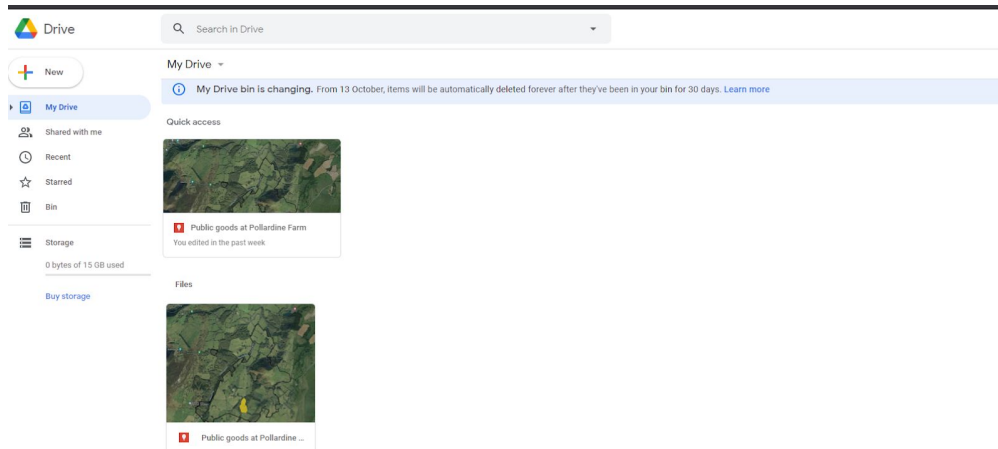 Drive
Search in Drive
New
My Drive
My Drive bin is changing. From 13 October, items will be automatically deleted forever after they've been in your bin for 30 days. Learn more
My Drive
Shared with me
Recent
Starred
Bin
Storage
0 bytes of 15 GB used
Buy storage
Quick access
Public goods at Pollardine Farm
You edited in the past week
Files
Public goods at Pollardine ...